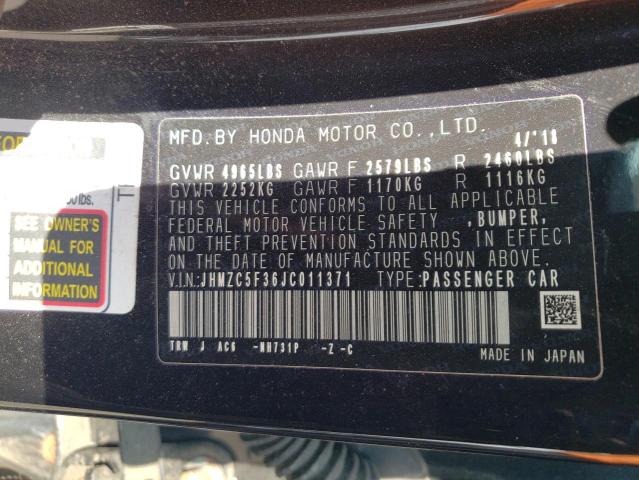 MFD. BY HONDA MOTOR CO., LTD. 4/'18
GVWR 4965LBS GAWR F 2579LBS R 2460LBS
GVWR 2252KG GAWR F 1170KG R 1116KG
THIS VEHICLE CONFORMS TO ALL APPLICABLE
FEDERAL MOTOR VEHICLE SAFETY ,BUMPER,
AND THEFT PREVENTION STANDARDS IN EFFECT
ON THE DATE OF MANUFACTURE SHOWN ABOVE.
V.IN:JHMZC5F36JC011371 TYPE:PASSENGER CAR
TRW J AC6 -NH731P -Z -C
MADE IN JAPAN
LBS.
SEE OWNER'S
MANUAL FOR
ADDITIONAL
INFORMATION